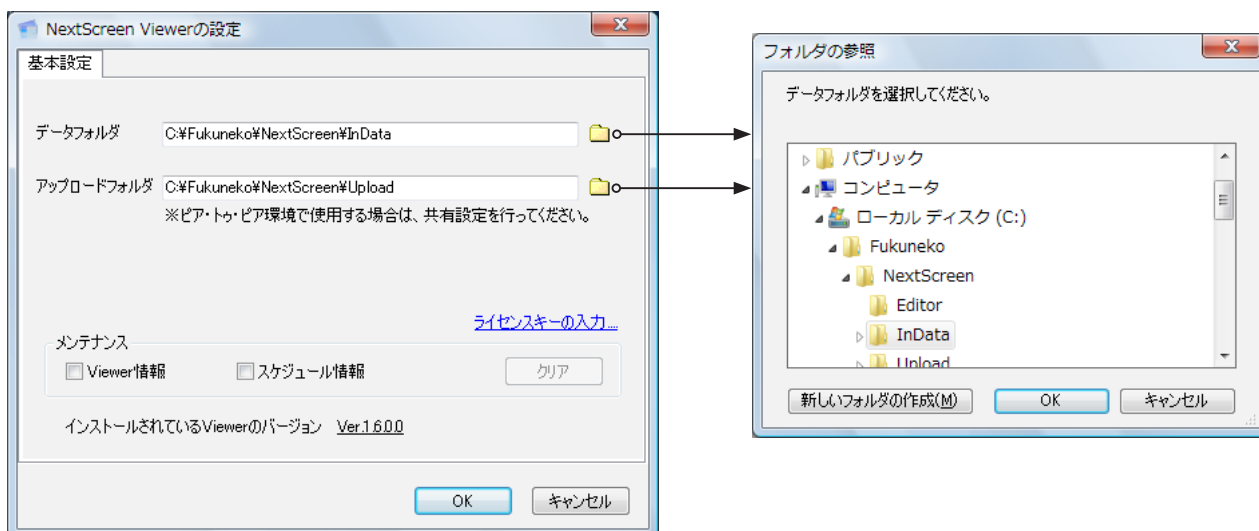 NextScreen Viewerの設定
基本設定
データフォルダ
C:¥Fukuneko¥NextScreen¥InData
アップロードフォルダ
C:¥Fukuneko¥NextScreen¥Upload
※ピア・トゥ・ピア環境で使用する場合は、共有設定を行ってください。
ライセンスキーの入力...
メンテナンス
Viewer情報
スケジュール情報
クリア
インストールされているViewerのバージョン Ver.1.6.0.0
OK
キャンセル
フォルダの参照
データフォルダを選択してください。
パブリック
コンピュータ
ローカル ディスク (C:)
Fukuneko
NextScreen
Editor
InData
Upload
新しいフォルダの作成(M)
OK
キャンセル